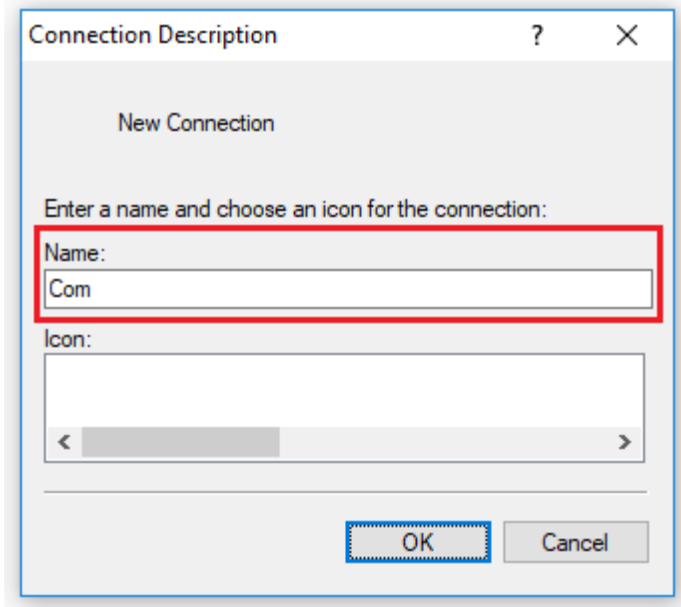 Connection Description
New Connection
Enter a name and choose an icon for the connection:
Name:
Com
Icon:
OK Cancel